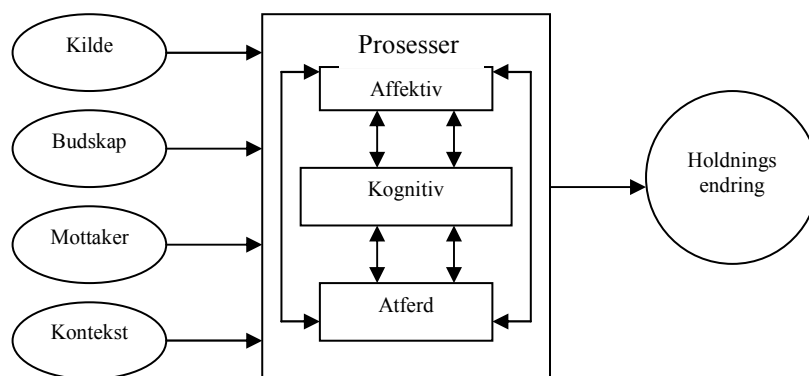 Kilde
Budskap
Mottaker
Kontekst
Prosesser
Affektiv
Kognitiv
Atferd
Holdnings
endring